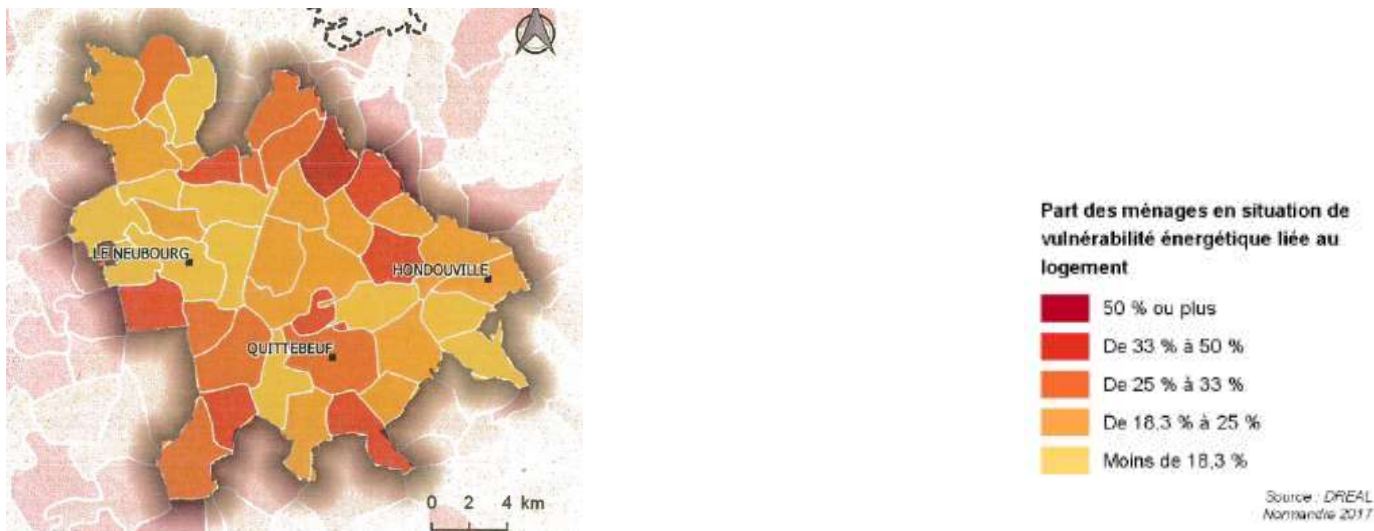 LE NEUBOURG
HONDOUVILLE
QUITTEBEUF
0 2 4 km
Part des ménages en situation de
vulnérabilité énergétique liée au
logement
50 % ou plus
De 33 % à 50 %
De 25 % à 33 %
De 18,3 % à 25 %
Moins de 18,3 %
Source : DREAL
Normandie 2017